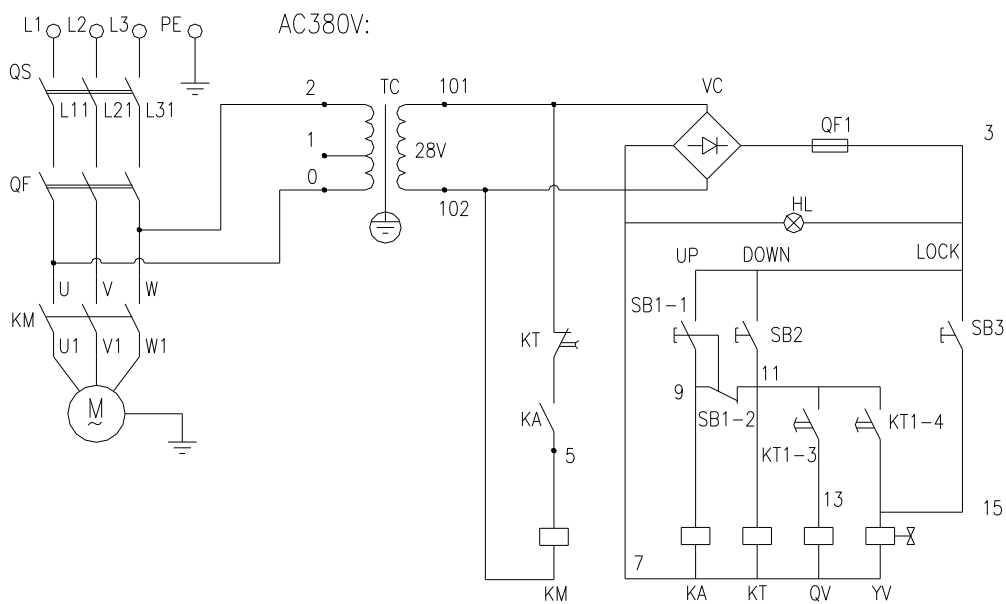 L1 L2 L3 PE AC380V:
QS
L11 L21 L31
2 TC 101 VC
QF1 3
1 28V
0
QF
102
HL
UP DOWN LOCK
U V W
SB1-1
KM
U1 V1 W1
KT SB2 SB3
11
9
M
~
KA SB1-2 KT1-4
5 KT1-3
13 15
7
KM KA KT QV YV